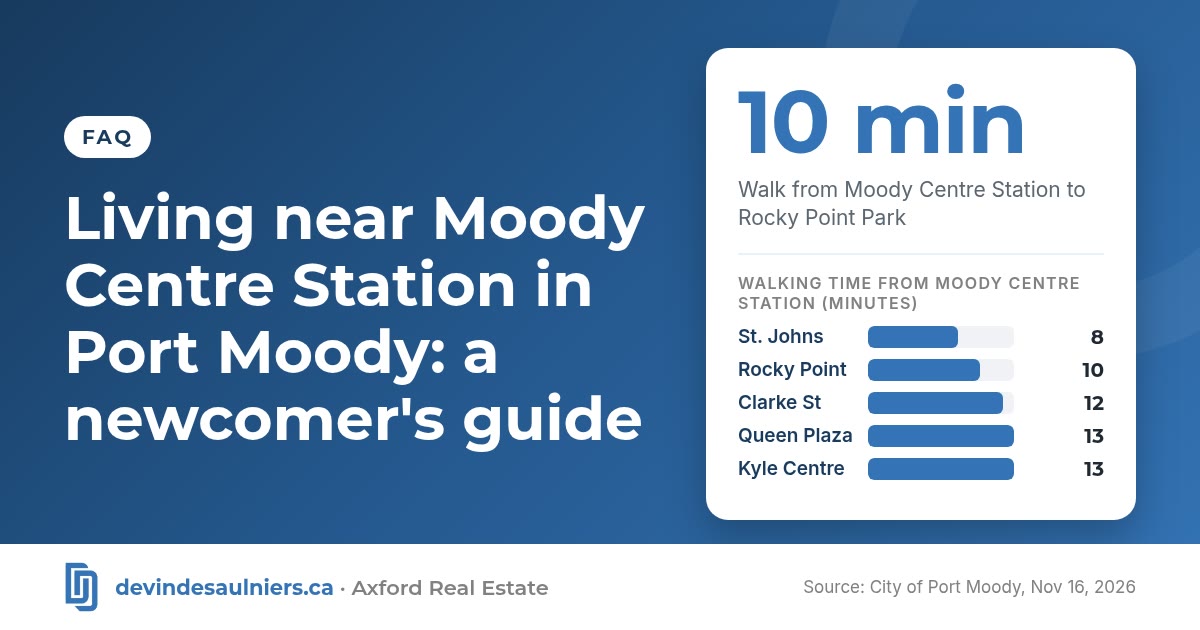 FAQ
Living near Moody
Centre Station in
Port Moody: a
newcomer's guide
10 min
Walk from Moody Centre Station to
Rocky Point Park
WALKING TIME FROM MOODY CENTRE
STATION (MINUTES)
St. Johns 8
Rocky Point 10
Clarke St 12
Queen Plaza 13
Kyle Centre 13
devindesaulniers.ca · Axford Real Estate
Source: City of Port Moody, Nov 16, 2026